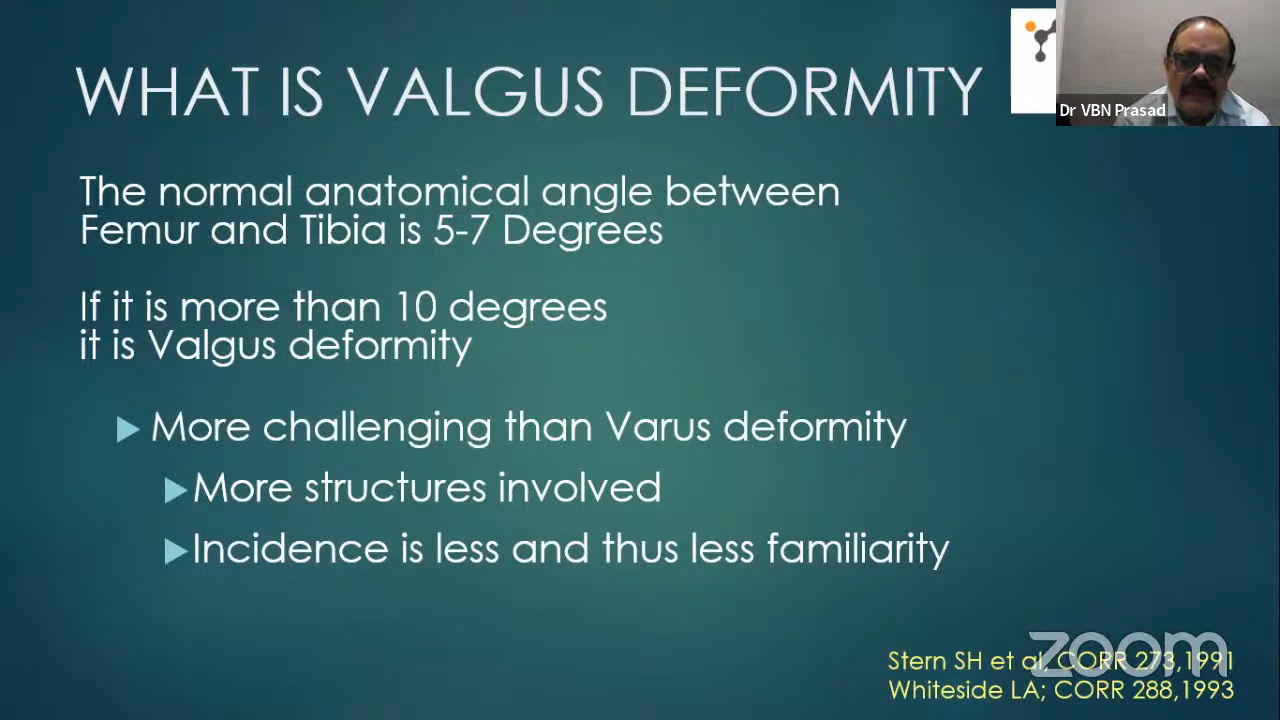 WHAT IS VALGUS DEFORMITY
Dr VBN Prasad
The normal anatomical angle between
Femur and Tibia is 5-7 Degrees
If it is more than 10 degrees
it is Valgus deformity
More challenging than Varus deformity
More structures involved
Incidence is less and thus less familiarity
zoom
Stern SH et al, CORR 273,1991
Whiteside LA; CORR 288,1993